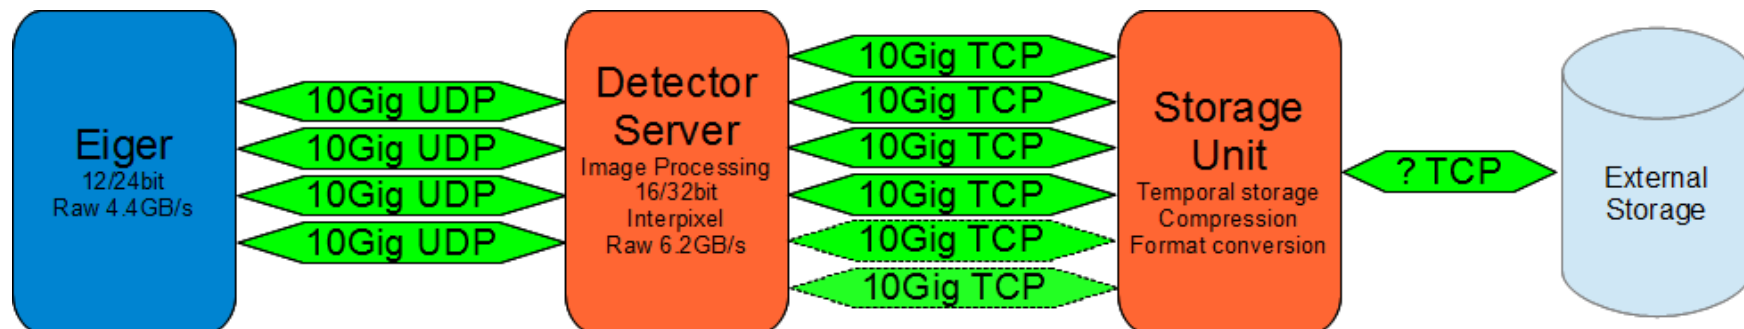 Eiger
12/24bit
Raw 4.4GB/s
10Gig UDP
10Gig UDP
10Gig UDP
10Gig UDP
Detector
Server
Image Processing
16/32bit
Interpixel
Raw 6.2GB/s
10Gig TCP
10Gig TCP
10Gig TCP
10Gig TCP
10Gig TCP
10Gig TCP
Storage
Unit
Temporal storage
Compression
Format conversion
? TCP
External
Storage